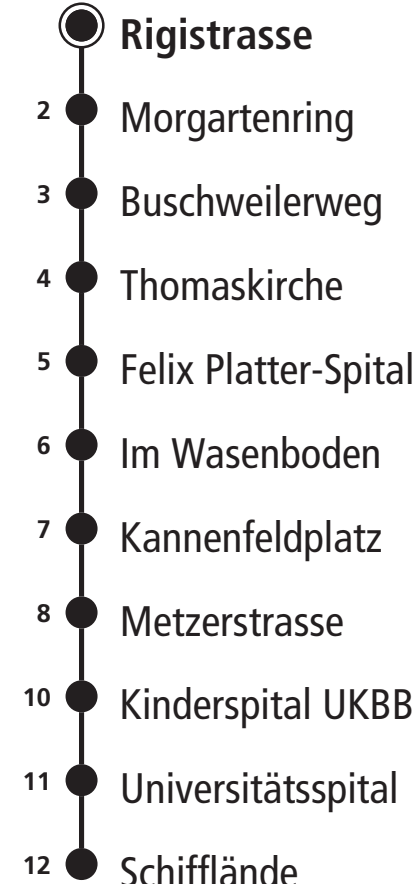 Rigistrasse
2 Morgartenring
3 Buschweilerweg
4 Thomaskirche
5 Felix Platter-Spital
6 Im Wasenboden
7 Kannenfeldplatz
8 Metzerstrasse
10 Kinderspital UKBB
11 Universitätsspital
12 Schifflände